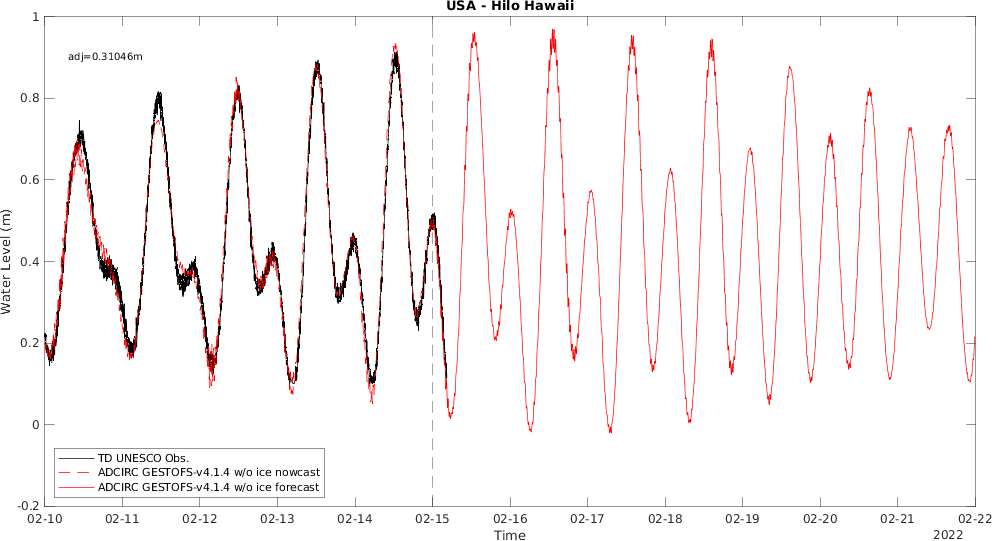 USA - Hilo Hawaii
adj=0.31046m
Water Level (m)
1
0.8
0.6
0.4
0.2
0
-0.2
TD UNESCO Obs.
ADCIRC GESTOFS-v4.1.4 w/o ice nowcast
ADCIRC GESTOFS-v4.1.4 w/o ice forecast
02-10 02-11 02-12 02-13 02-14 02-15 02-16 02-17 02-18 02-19 02-20 02-21 02-22
Time
2022